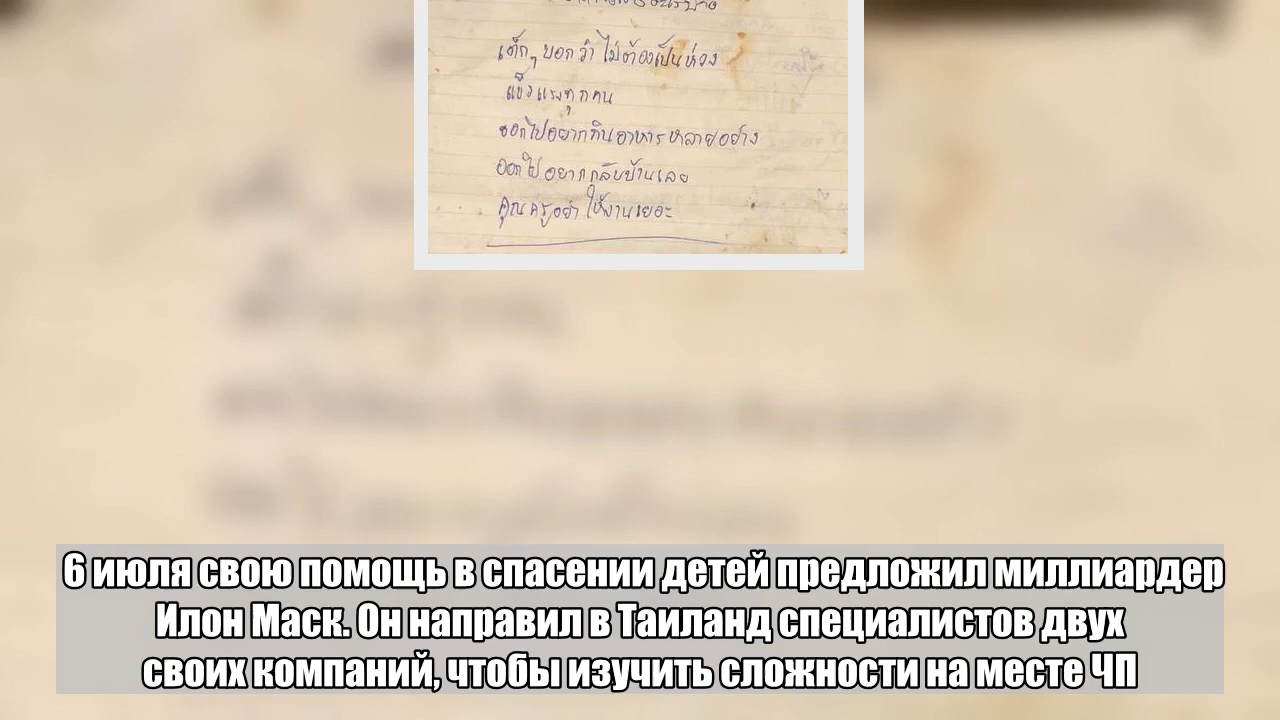 เด็กๆ บอกว่า ไม่ต้องเป็นห่วง
แข็งแรงทุกคน
ออกไปอยากกินอาหารหลายอย่าง
ออกไป อยากกลับบ้านเลย
คุณครูอย่าให้งานเยอะ
6 июля свою помощь в спасении детей предложил миллиардер
Илон Маск. Он направил в Таиланд специалистов двух
своих компаний, чтобы изучить сложности на месте ЧП